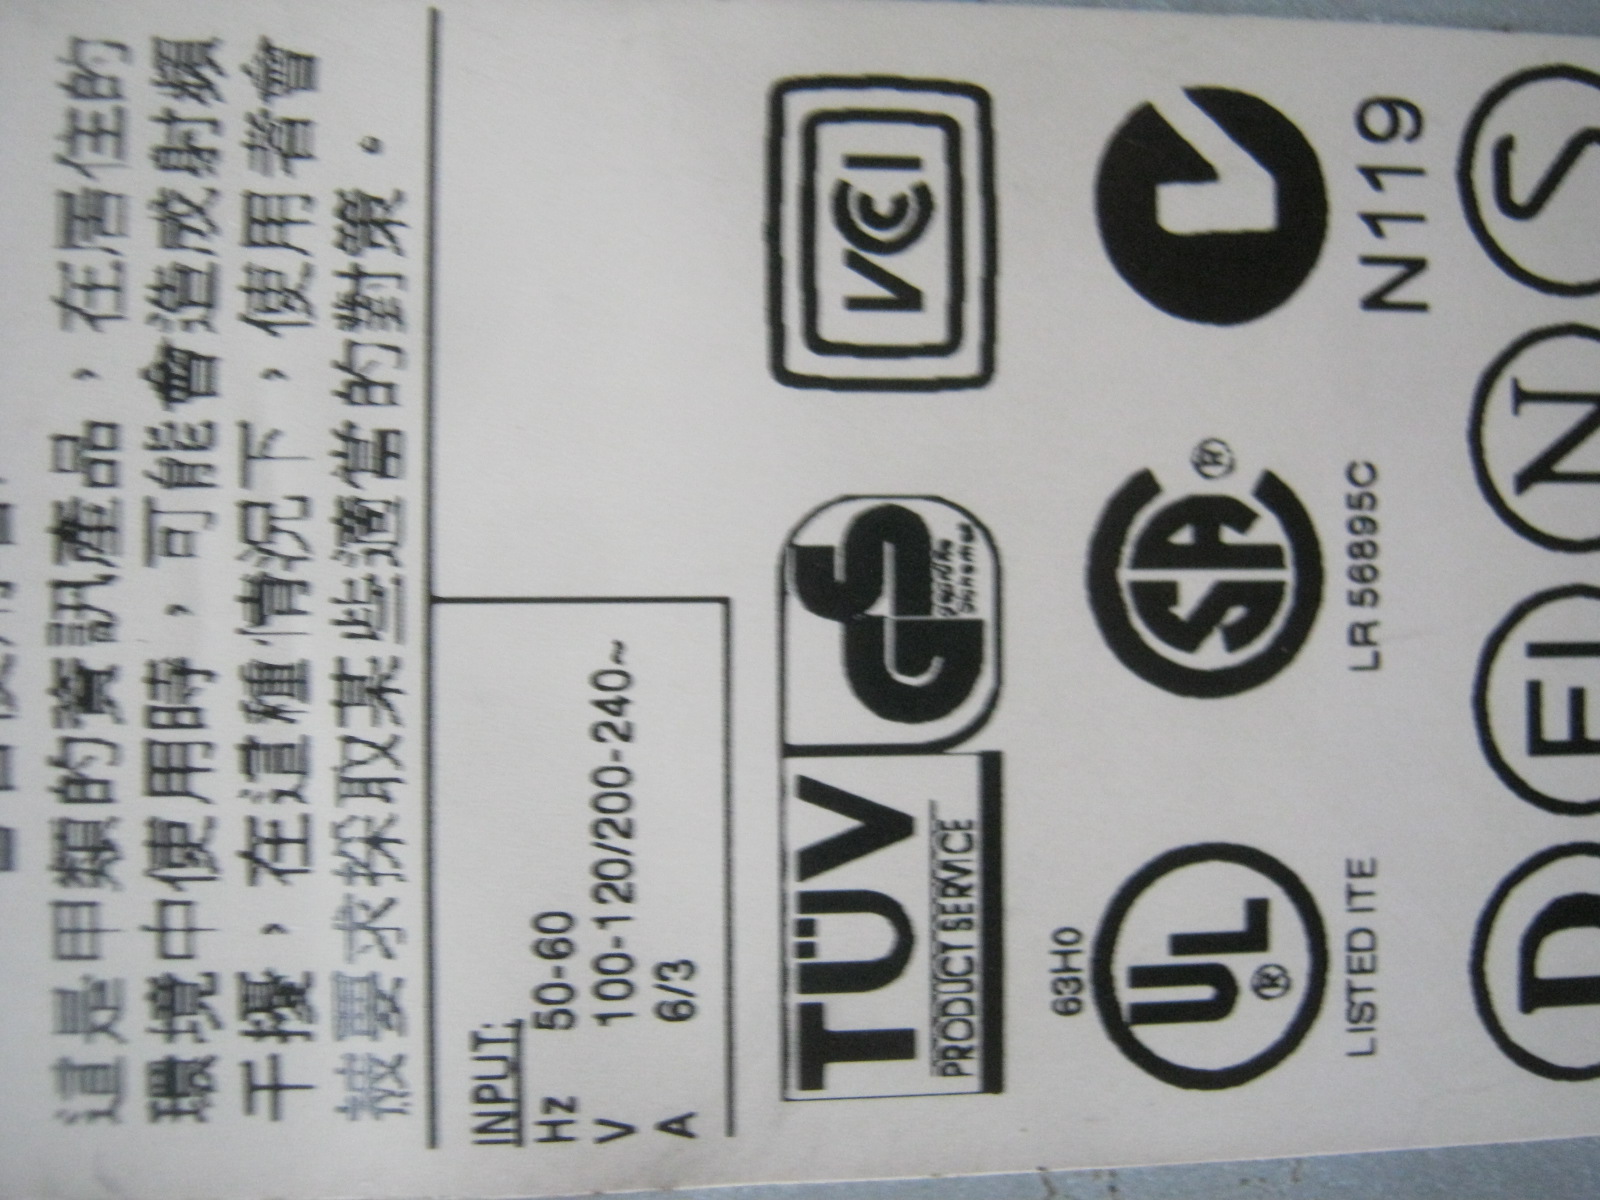 這是甲類的資訊產品，在居住的
環境中使用時，可能會造成射頻
干擾，在這種情況下，使用者會
被要求採取某些適當的對策。
INPUT:
Hz 50-60
V 100-120/200-240~
A 6/3
TÜV
PRODUCT SERVICE
GS
geprüfte
Sicherheit
VCCI
63H0
UL ®
LISTED ITE
SA ®
LR 56895C
N119
D
N
S